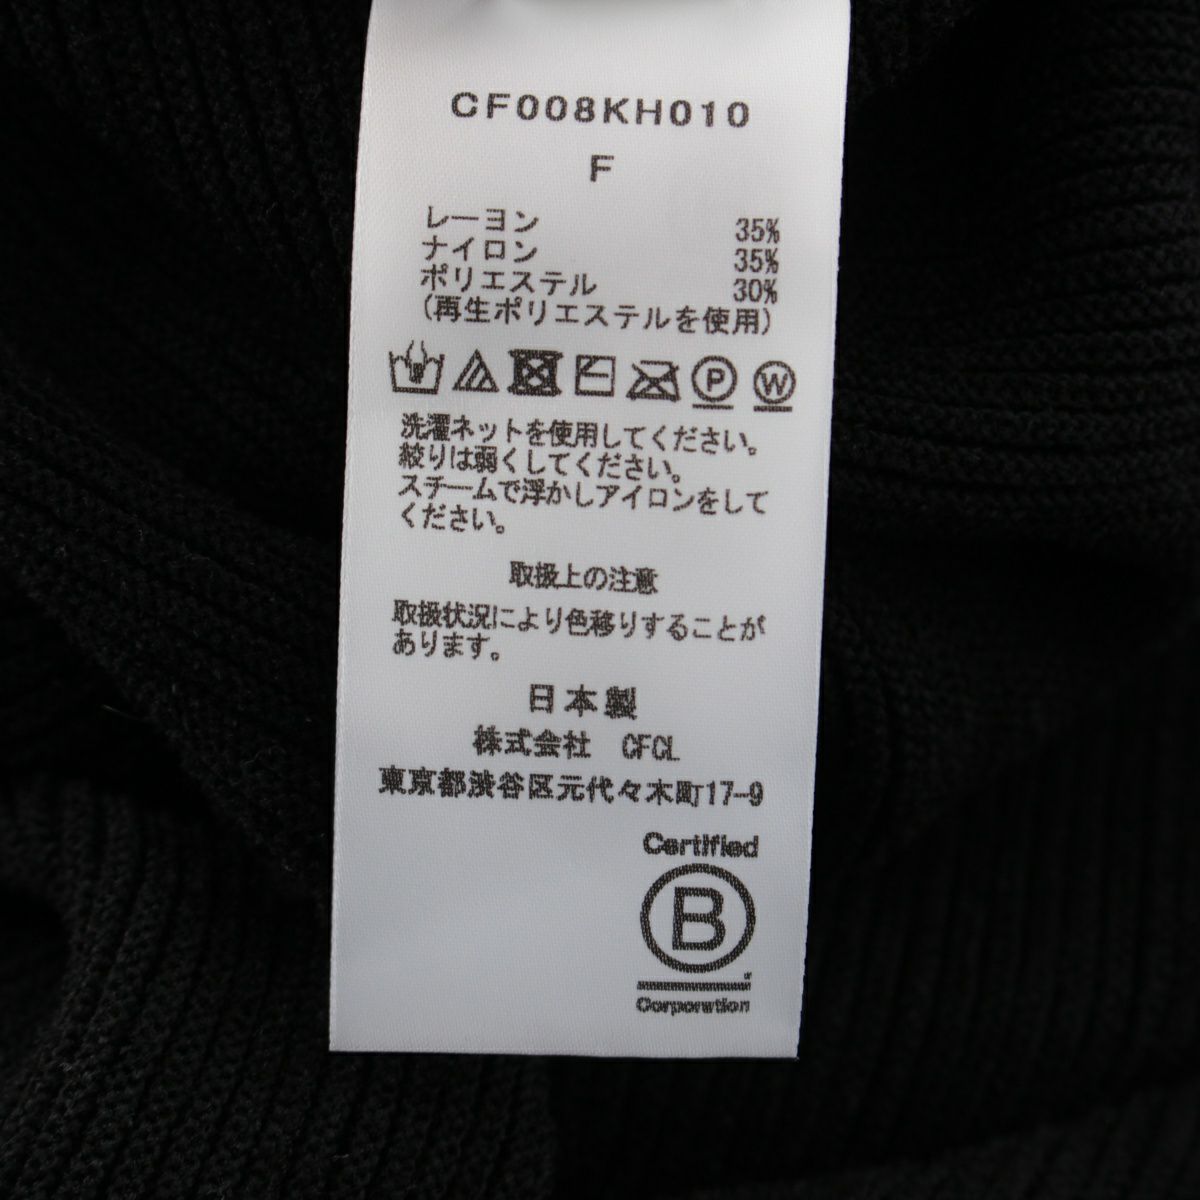 CF008KH010
F
レーヨン 35%
ナイロン 35%
ポリエステル 30%
(再生ポリエステルを使用)
P W
洗濯ネットを使用してください。
絞りは弱くしてください。
スチームで浮かしアイロンをして
ください。
取扱上の注意
取扱状況により色移りすることが
あります。
日本製
株式会社 CFCL
東京都渋谷区元代々木町17-9
Certified
B
Corporation